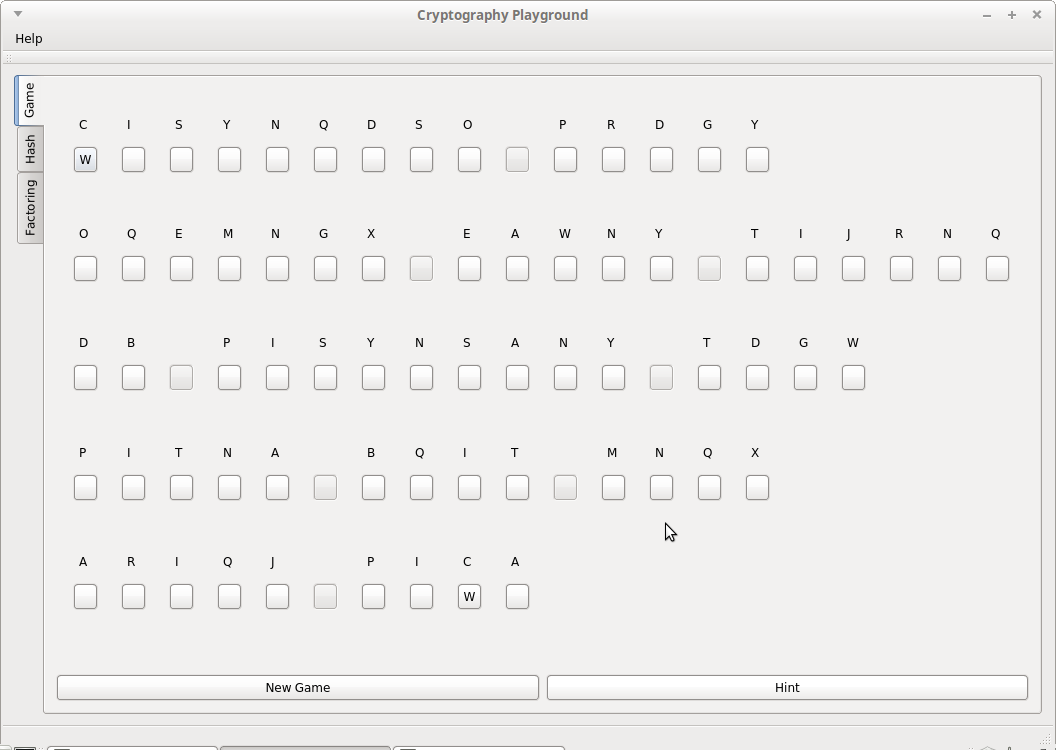 Cryptography Playground
Help
Game
Hash
Factoring
C I S Y N Q D S O P R D G Y
W
O Q E M N G X E A W N Y T I J R N Q
D B P I S Y N S A N Y T D G W
P I T N A B Q I T M N Q X
A R I Q J P I C A
W
New Game
Hint